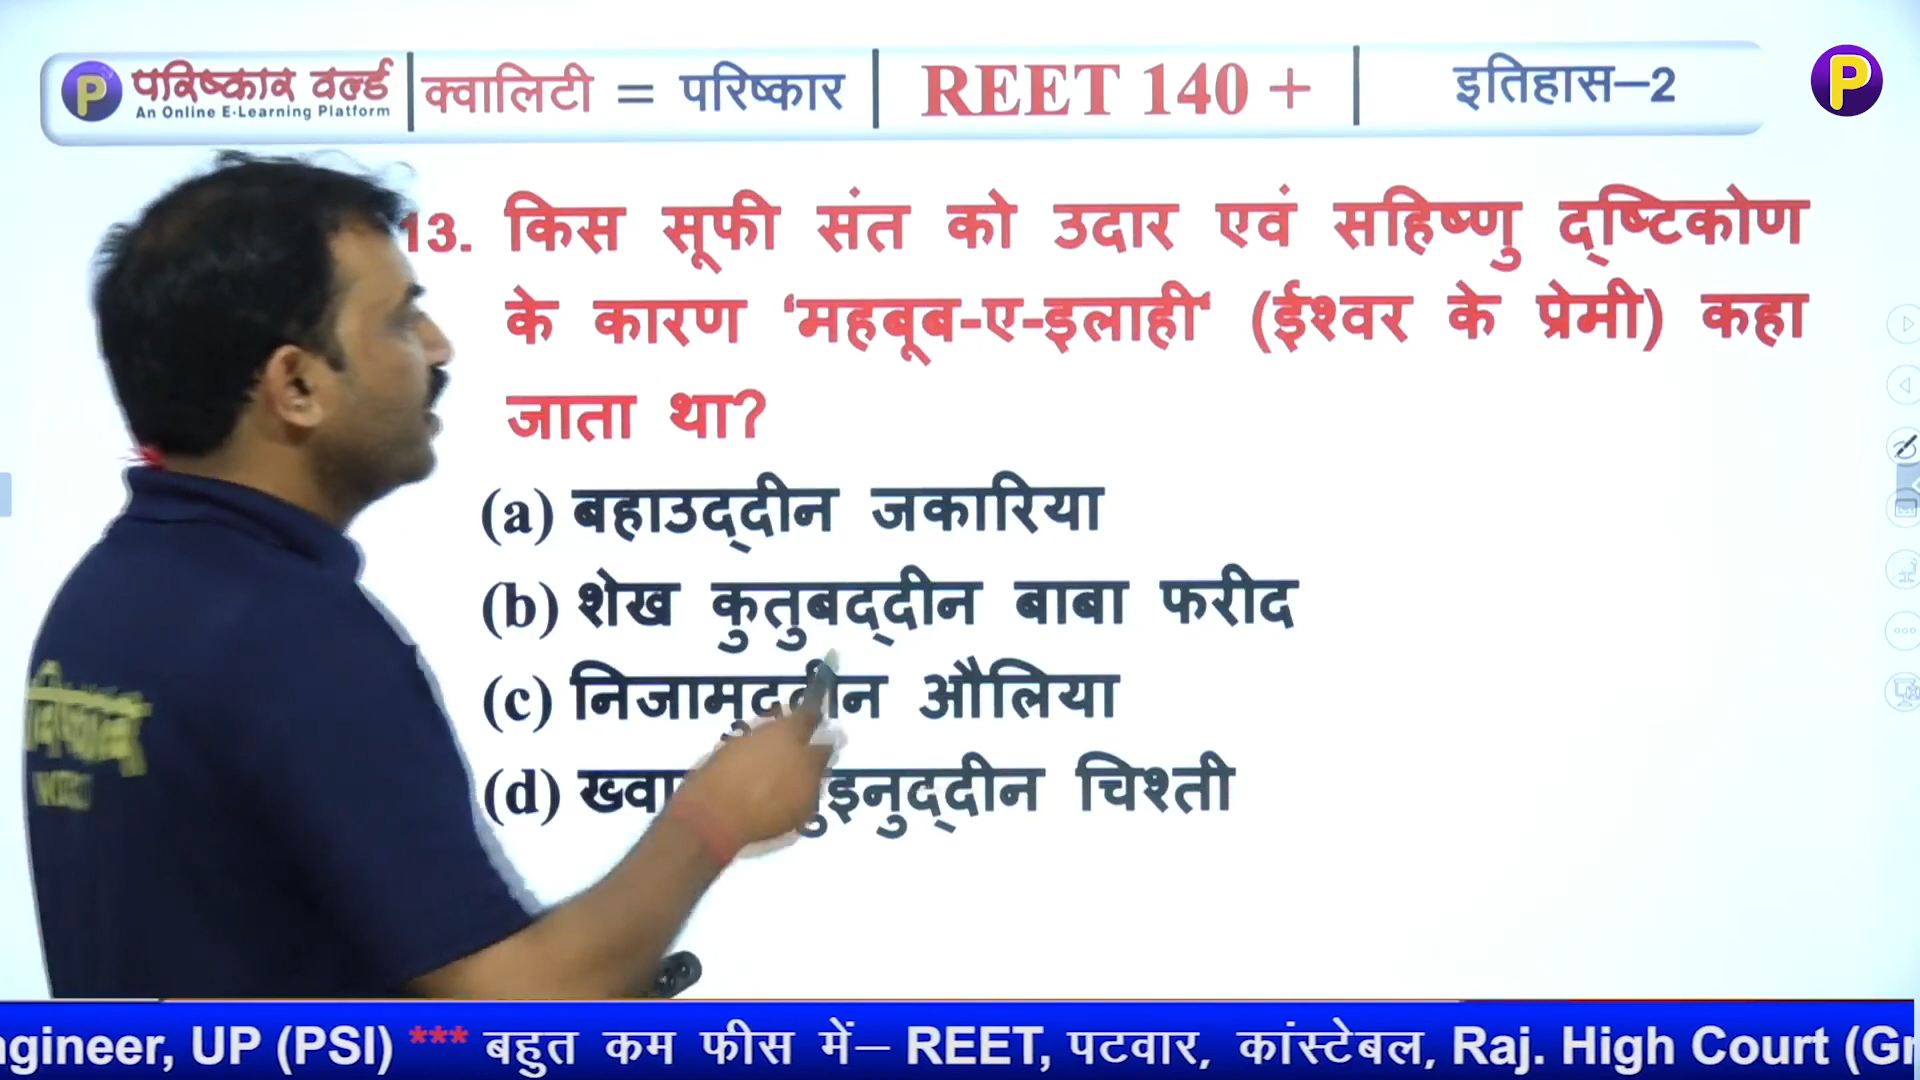 परिष्कार वर्ल्ड
An Online E-Learning Platform
क्वालिटी = परिष्कार
REET 140 +
इतिहास–2
P
13. किस सूफी संत को उदार एवं सहिष्णु दृष्टिकोण
के कारण ‘महबूब-ए-इलाही‘ (ईश्वर के प्रेमी) कहा
जाता था?
(a) बहाउद्दीन जकारिया
(b) शेख कुतुबद्दीन बाबा फरीद
(c) निजामुद्दीन औलिया
(d) मुइनुद्दीन चिश्ती
UP (PSI) *** बहुत कम फीस में– REET, पटवार, कांस्टेबल, Raj. High Court